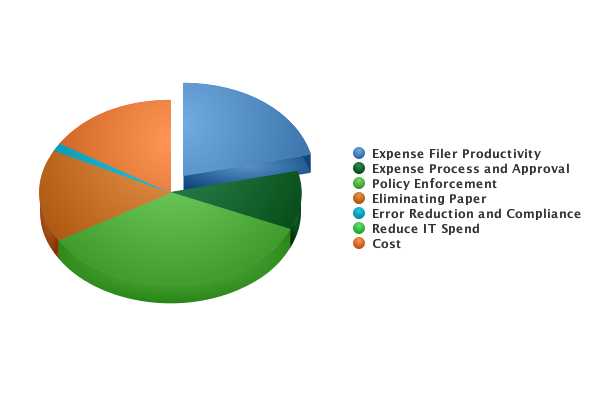 Expense Filer Productivity
Expense Process and Approval
Policy Enforcement
Eliminating Paper
Error Reduction and Compliance
Reduce IT Spend
Cost